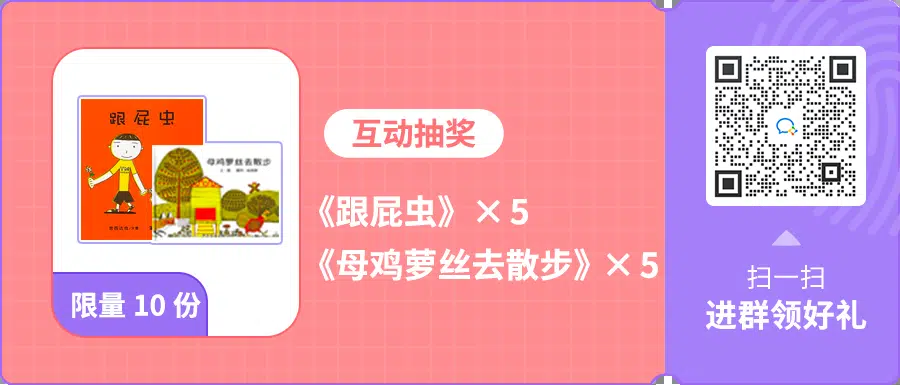 跟屁虫
母鸡萝丝去散步
限量 10 份
互动抽奖
《跟屁虫》×5
《母鸡萝丝去散步》×5
扫一扫
进群领好礼